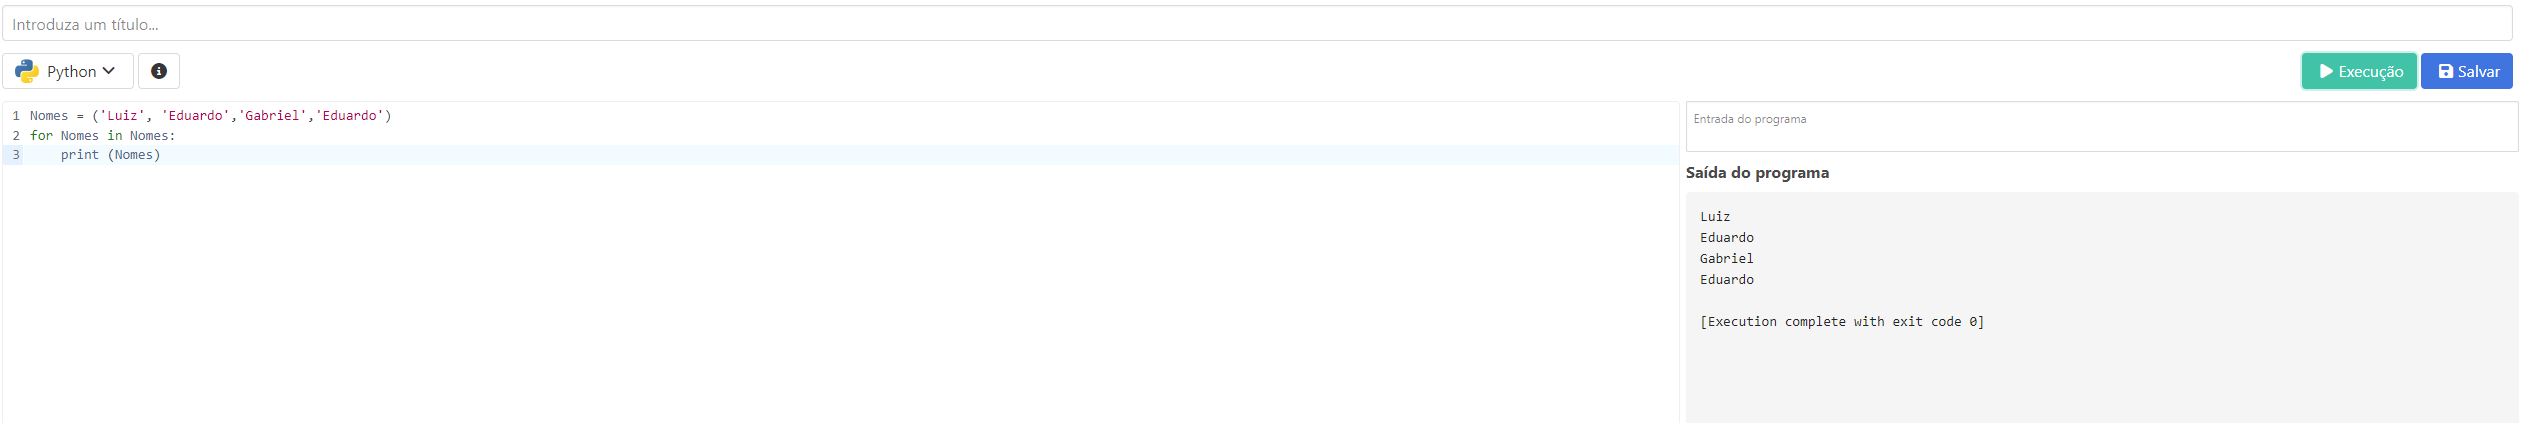 Introduza um título...
Python
Execução
Salvar
1 Nomes = ('Luiz', 'Eduardo','Gabriel','Eduardo')
2 for Nomes in Nomes:
3     print (Nomes)
Entrada do programa
Saída do programa
Luiz
Eduardo
Gabriel
Eduardo
[Execution complete with exit code 0]